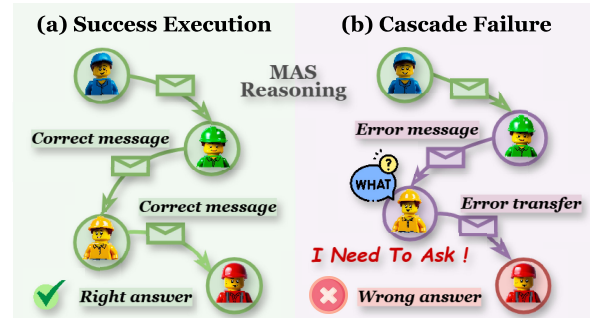 (a) Success Execution
(b) Cascade Failure
MAS
Reasoning
Correct message
Correct message
Right answer
Error message
?
WHAT
Error transfer
I Need To Ask !
Wrong answer